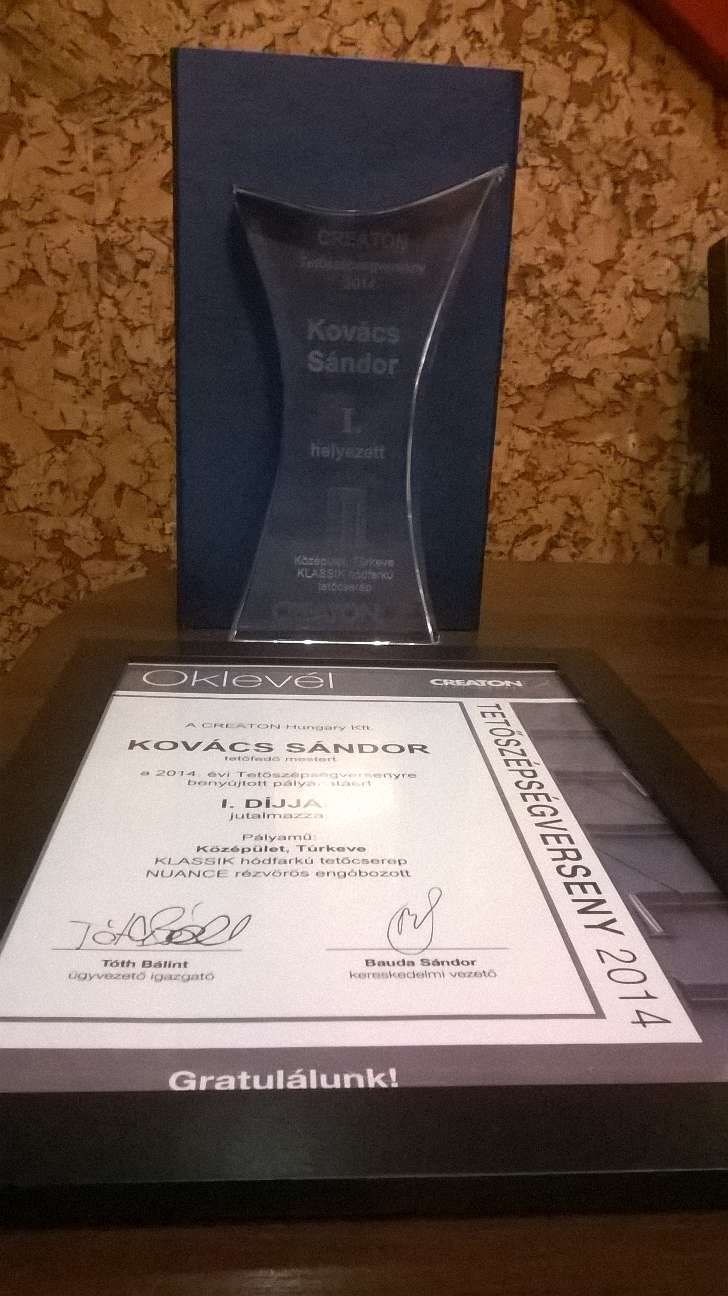 CREATON
Tetőszépségverseny
2014
Kovács
Sándor
I.
helyezett
Középület, Túrkeve
KLASSIK hódfarkú
tetőcserép
CREATON
Oklevél
CREATON
A CREATON Hungary Kft.
KOVÁCS SÁNDOR
tetőfedő mestert
a 2014. évi Tetőszépségversenyre
benyújtott
I. DÍJJA
jutalmazza
Pályamű:
Középület, Túrkeve
KLASSIK hódfarkú tetőcserep
NUANCE rézvörös engóbozott
Tóth Bálint
ügyvezető igazgató
Bauda Sándor
kereskedelmi vezető
TETŐSZÉPSÉGVERSENY 2014
Gratulálunk!